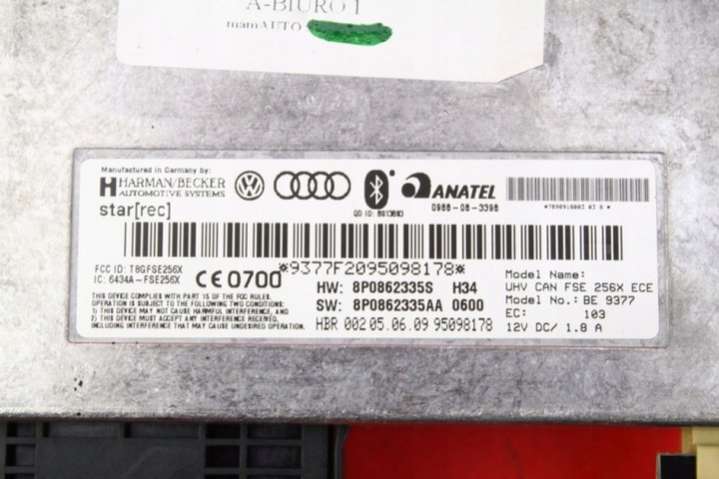 A-BIURO 1
mamAUTO
Manufactured in Germany by:
HARMAN/BECKER
AUTOMOTIVE SYSTEMS
ANATEL
0988-08-3398
star[rec]
*9377F2095098178*
FCC ID: T8GFSE256X
IC: 6434A-FSE256X
CE 0700
THIS DEVICE COMPLIES WITH PART 15 OF THE FCC RULES.
OPERATION IS SUBJECT TO THE FOLLOWING TWO CONDITIONS:
1) THIS DEVICE MAY NOT CAUSE HARMFUL INTERFERENCE, AND
2) THIS DEVICE MUST ACCEPT ANY INTERFERENCE RECEIVED,
INCLUDING INTERFERENCE THAT MAY CAUSE UNDESIRED OPERATION.
HW: 8P0862335S H34
SW: 8P0862335AA 0600
HBR 002 05.06.09 95098178
Model Name:
UHV CAN FSE 256X ECE
Model No.: BE 9377
EC: 103
12V DC/ 1.8 A